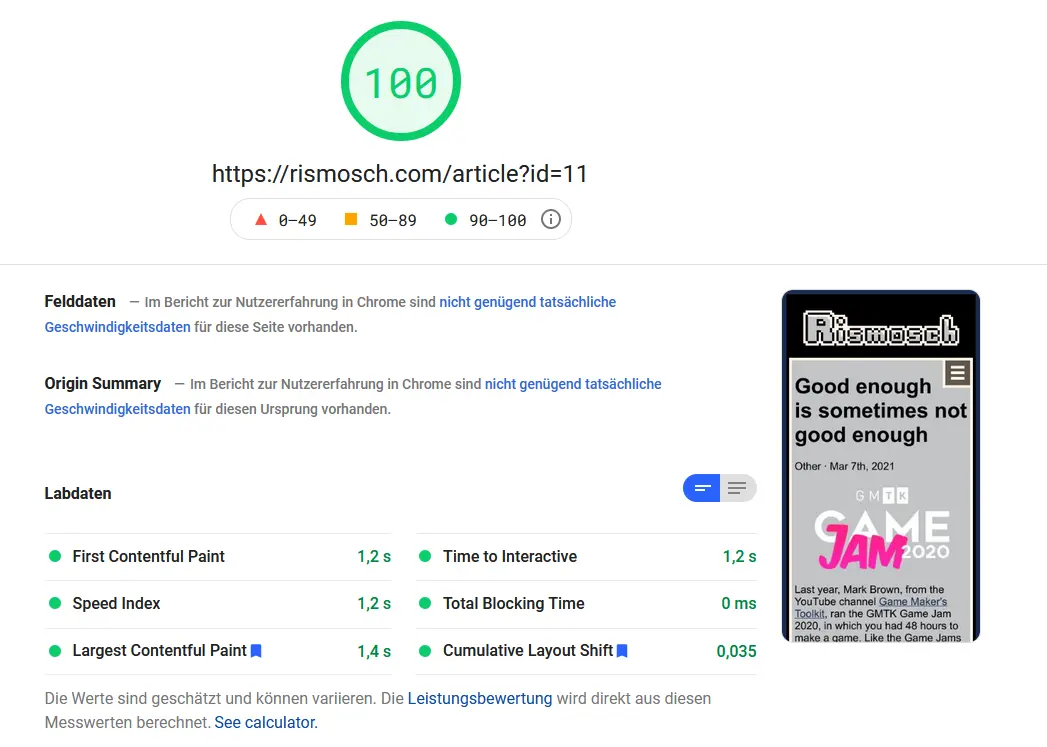 100
https://rismosch.com/article?id=11
0–49 50–89 90–100
Felddaten — Im Bericht zur Nutzererfahrung in Chrome sind nicht genügend tatsächliche
Geschwindigkeitsdaten für diese Seite vorhanden.
Origin Summary — Im Bericht zur Nutzererfahrung in Chrome sind nicht genügend tatsächliche
Geschwindigkeitsdaten für diesen Ursprung vorhanden.
Labdaten
First Contentful Paint 1,2 s
Time to Interactive 1,2 s
Speed Index 1,2 s
Total Blocking Time 0 ms
Largest Contentful Paint 1,4 s
Cumulative Layout Shift 0,035
Die Werte sind geschätzt und können variieren. Die Leistungsbewertung wird direkt aus diesen
Messwerten berechnet. See calculator.
Rismosch
Good enough
is sometimes not
good enough
Other · Mar 7th, 2021
GMTK
GAME
JAM 2020
Last year, Mark Brown, from the
YouTube channel Game Maker's
Toolkit, ran the GMTK Game Jam
2020, in which you had 48 hours to
make a game. Like the Game Jams